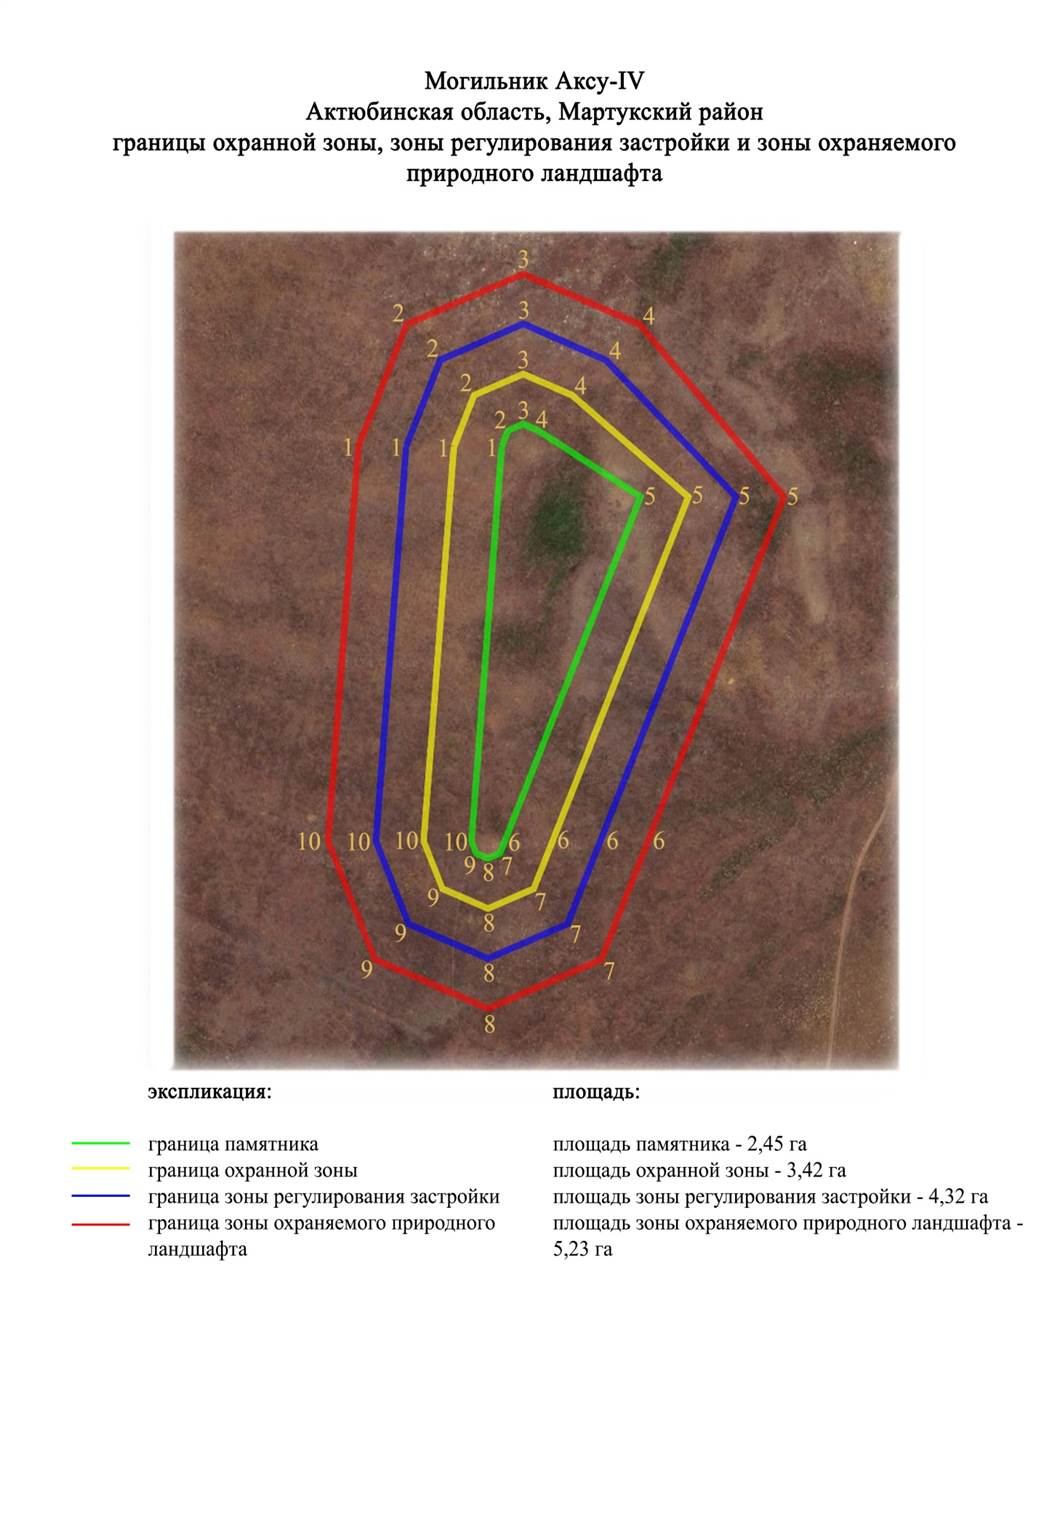 Могильник Аксу-IV
Актюбинская область, Мартукский район
границы охранной зоны, зоны регулирования застройки и зоны охраняемого
природного ландшафта
3
2
4
3
2
4
3
2
4
3
2
4
1
1
1
1
5
5
5
5
10
10
10
10
6
6
6
6
9
8
7
9
7
8
9
7
8
9
7
8
экспликация:
площадь:
граница памятника
площадь памятника - 2,45 га
граница охранной зоны
площадь охранной зоны - 3,42 га
граница зоны регулирования застройки
площадь зоны регулирования застройки - 4,32 га
граница зоны охраняемого природного
площадь зоны охраняемого природного ландшафта -
ландшафта
5,23 га